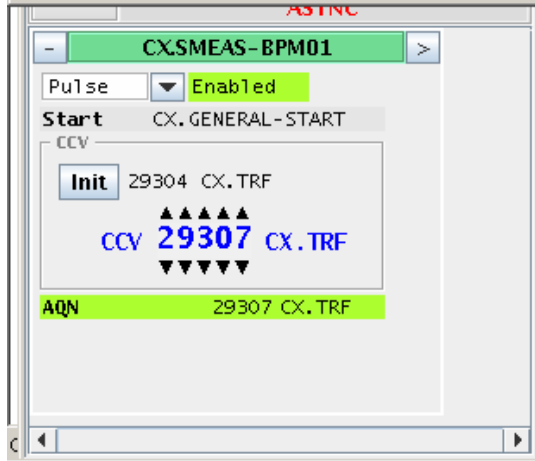 ASYNC
- CX.SMEAS-BPM01 >
Pulse Enabled
Start CX.GENERAL-START
CCV
Init 29304 CX.TRF
CCV 29307 CX.TRF
AQN 29307 CX.TRF